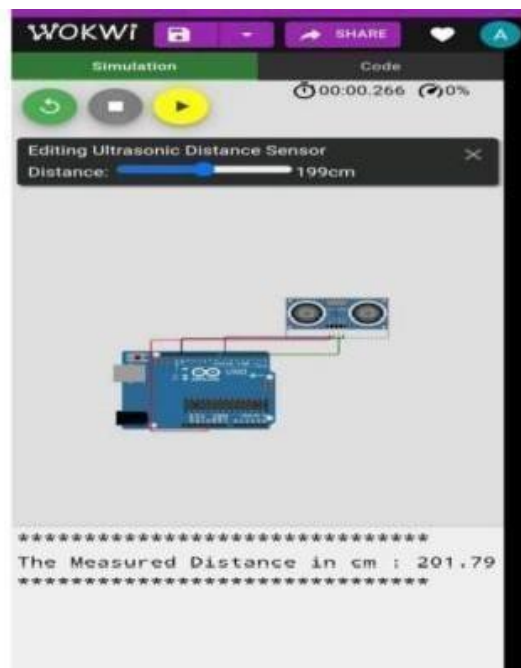 WOKWI SHARE A
Simulation Code
00:00.266 0%
Editing Ultrasonic Distance Sensor
Distance: 199cm
UNO
*******************************
The Measured Distance in cm : 201.79
*******************************